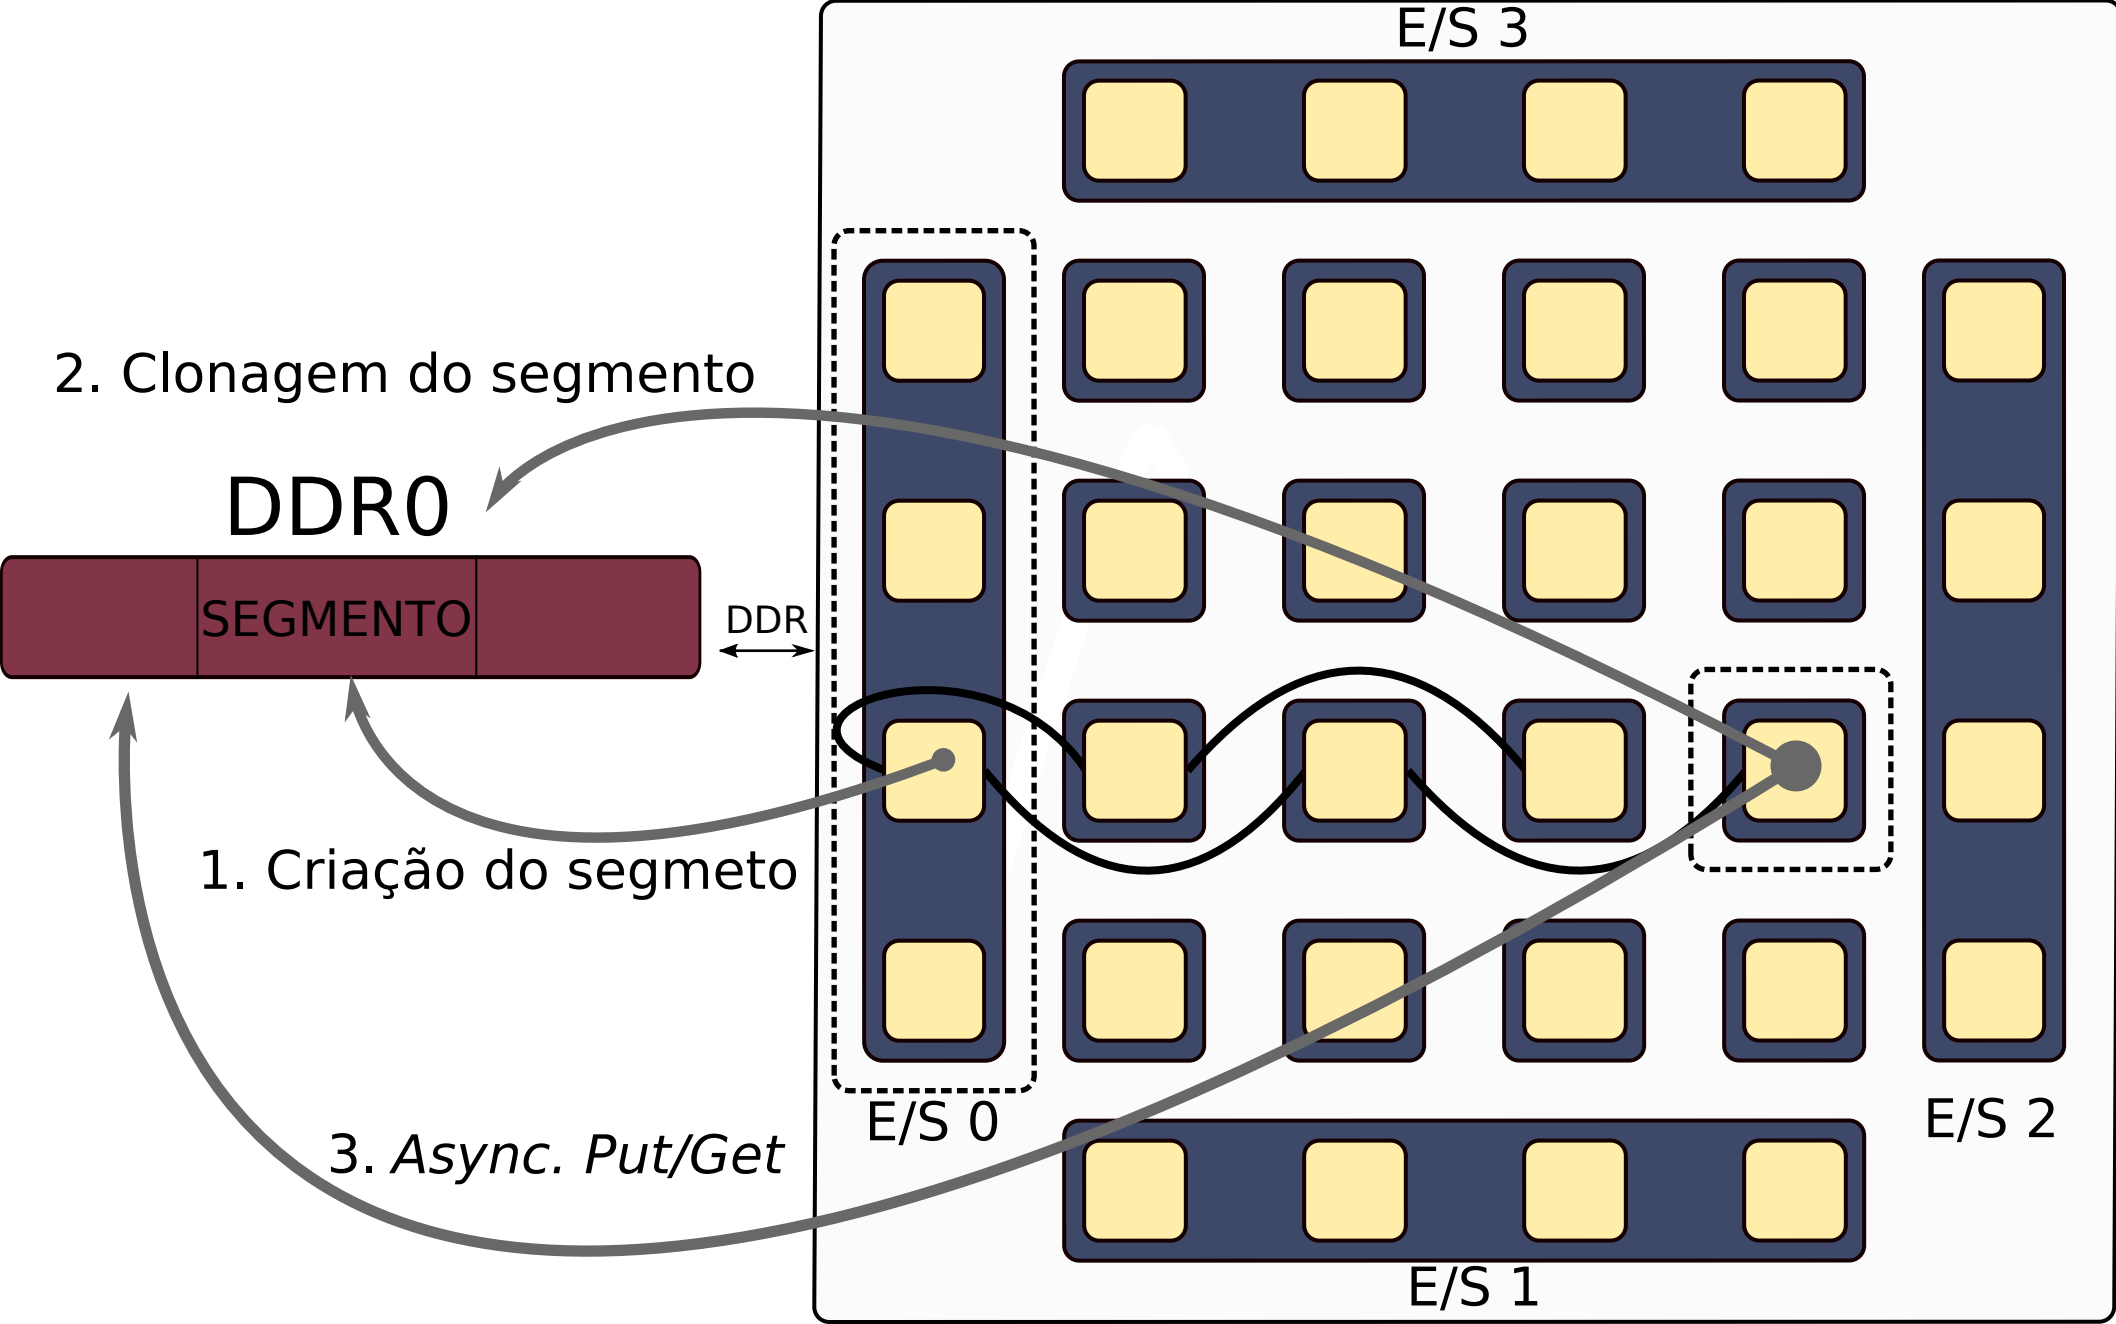 E/S 3
2. Clonagem do segmento
DDR0
SEGMENTO
DDR
1. Criação do segmeto
E/S 0
E/S 2
3. Async. Put/Get
E/S 1